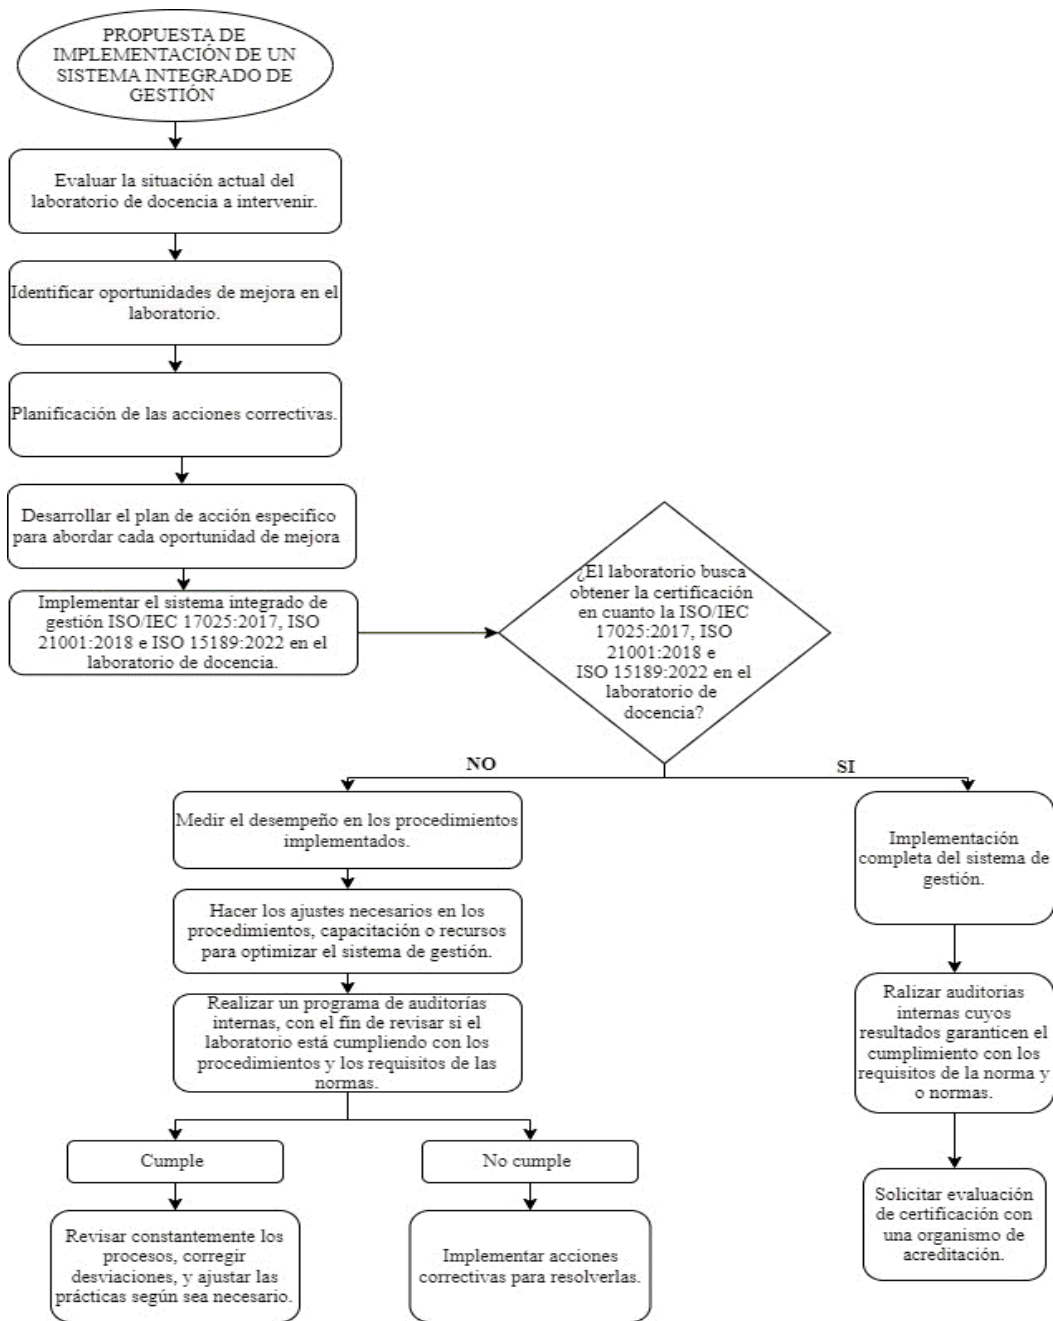 PROPUESTA DE
IMPLEMENTACIÓN DE UN
SISTEMA INTEGRADO DE
GESTIÓN
Evaluar la situación actual del
laboratorio de docencia a intervenir.
Identificar oportunidades de mejora en el
laboratorio.
Planificación de las acciones correctivas.
Desarrollar el plan de acción especifico
para abordar cada oportunidad de mejora
Implementar el sistema integrado de
gestión ISO/IEC 17025:2017, ISO
21001:2018 e ISO 15189:2022 en el
laboratorio de docencia.
¿El laboratorio busca
obtener la certificación
en cuanto la ISO/IEC
17025:2017, ISO
21001:2018 e
ISO 15189:2022 en el
laboratorio de
docencia?
NO
SI
Medir el desempeño en los procedimientos
implementados.
Hacer los ajustes necesarios en los
procedimientos, capacitación o recursos
para optimizar el sistema de gestión.
Realizar un programa de auditorías
internas, con el fin de revisar si el
laboratorio está cumpliendo con los
procedimientos y los requisitos de las
normas.
Cumple
No cumple
Revisar constantemente los
procesos, corregir
desviaciones, y ajustar las
prácticas según sea necesario.
Implementar acciones
correctivas para resolverlas.
Implementación
completa del sistema de
gestión.
Ralizar auditorias
internas cuyos
resultados garanticen el
cumplimiento con los
requisitos de la norma y
o normas.
Solicitar evaluación
de certificación con
una organismo de
acreditación.